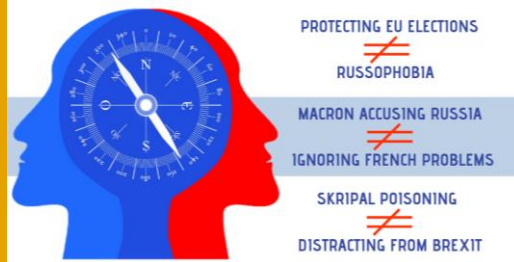 PROTECTING EU ELECTIONS
≠
RUSSOPHOBIA
MACRON ACCUSING RUSSIA
≠
IGNORING FRENCH PROBLEMS
SKRIPAL POISONING
≠
DISTRACTING FROM BREXIT
N
O
E
S